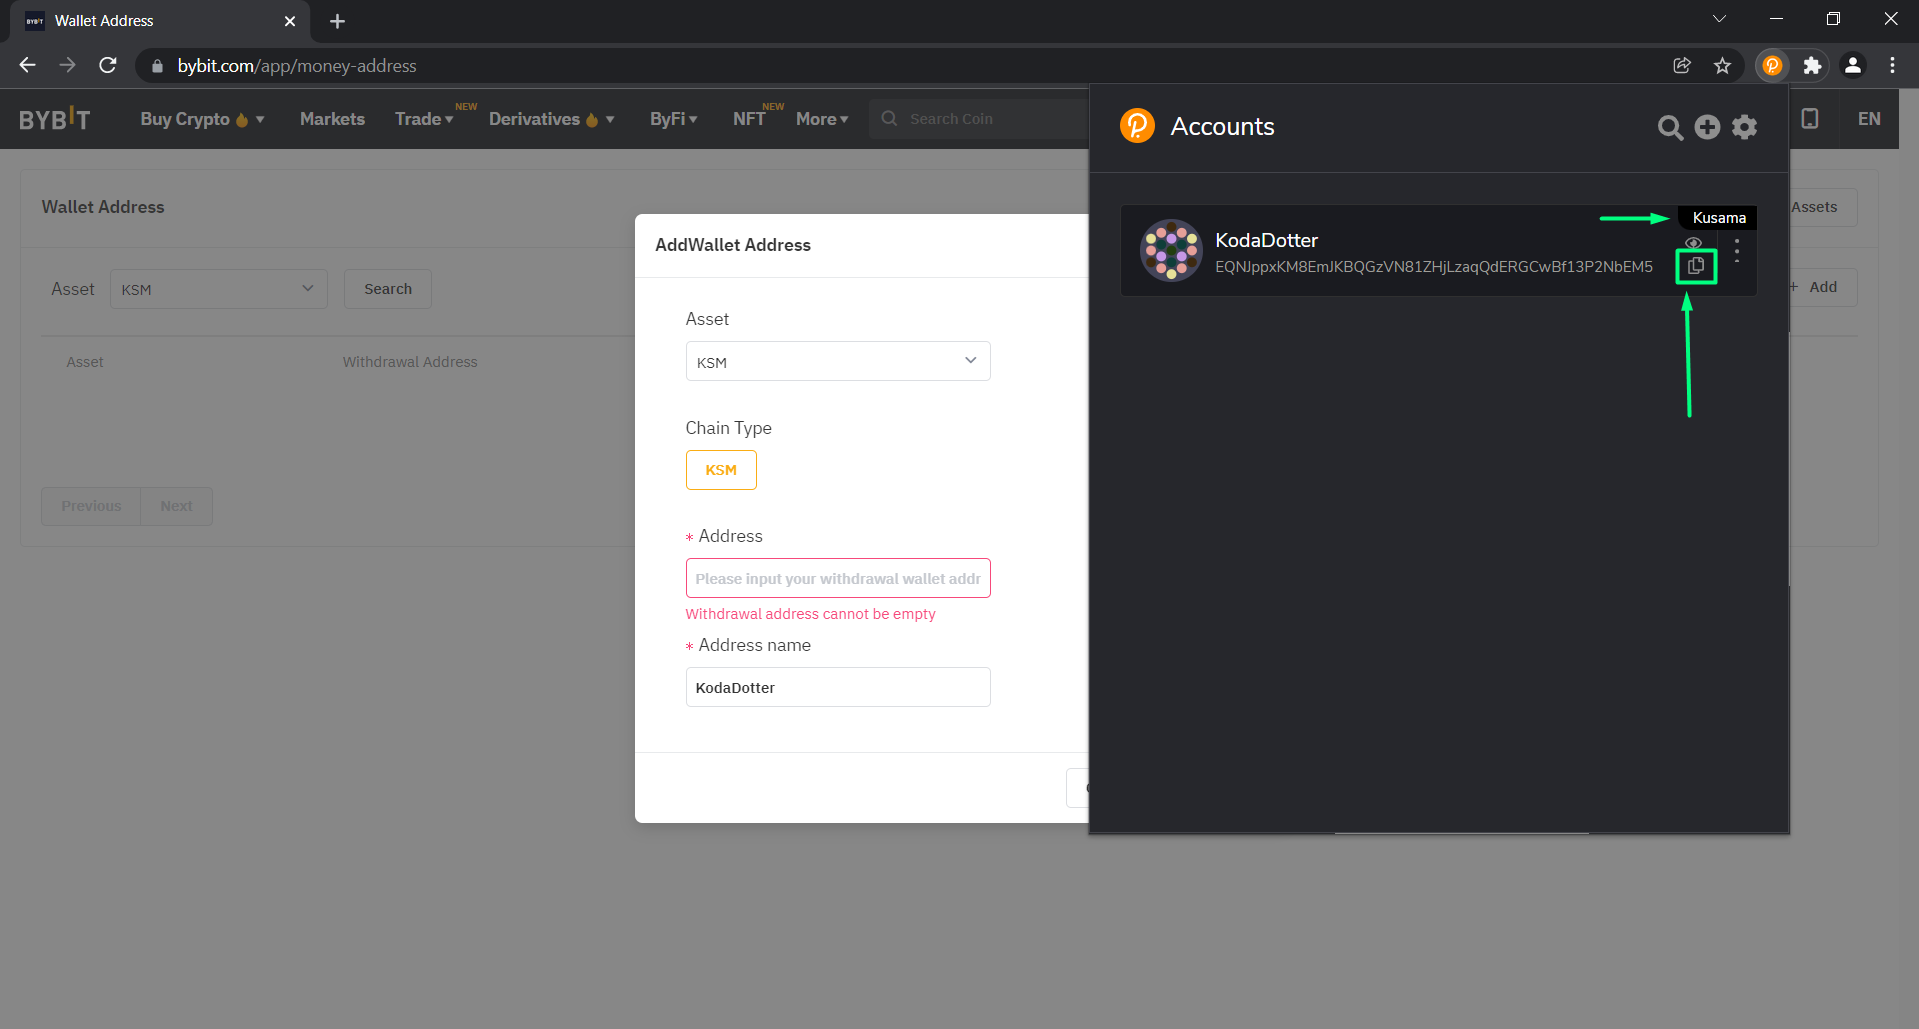 BYBIT Wallet Address
bybit.com/app/money-address
BYBIT Buy Crypto Markets Trade NEW Derivatives ByFi NFT NEW More Search Coin EN
Accounts
Wallet Address
Assets
Asset KSM Search
+ Add
Asset Withdrawal Address
Previous Next
AddWallet Address
Asset
KSM
Chain Type
KSM
* Address
Please input your withdrawal wallet addr
Withdrawal address cannot be empty
* Address name
KodaDotter
Kusama
KodaDotter
EQNJppxKM8EmJKBQGzVN81ZHjLzaqQdERGCwBf13P2NbEM5